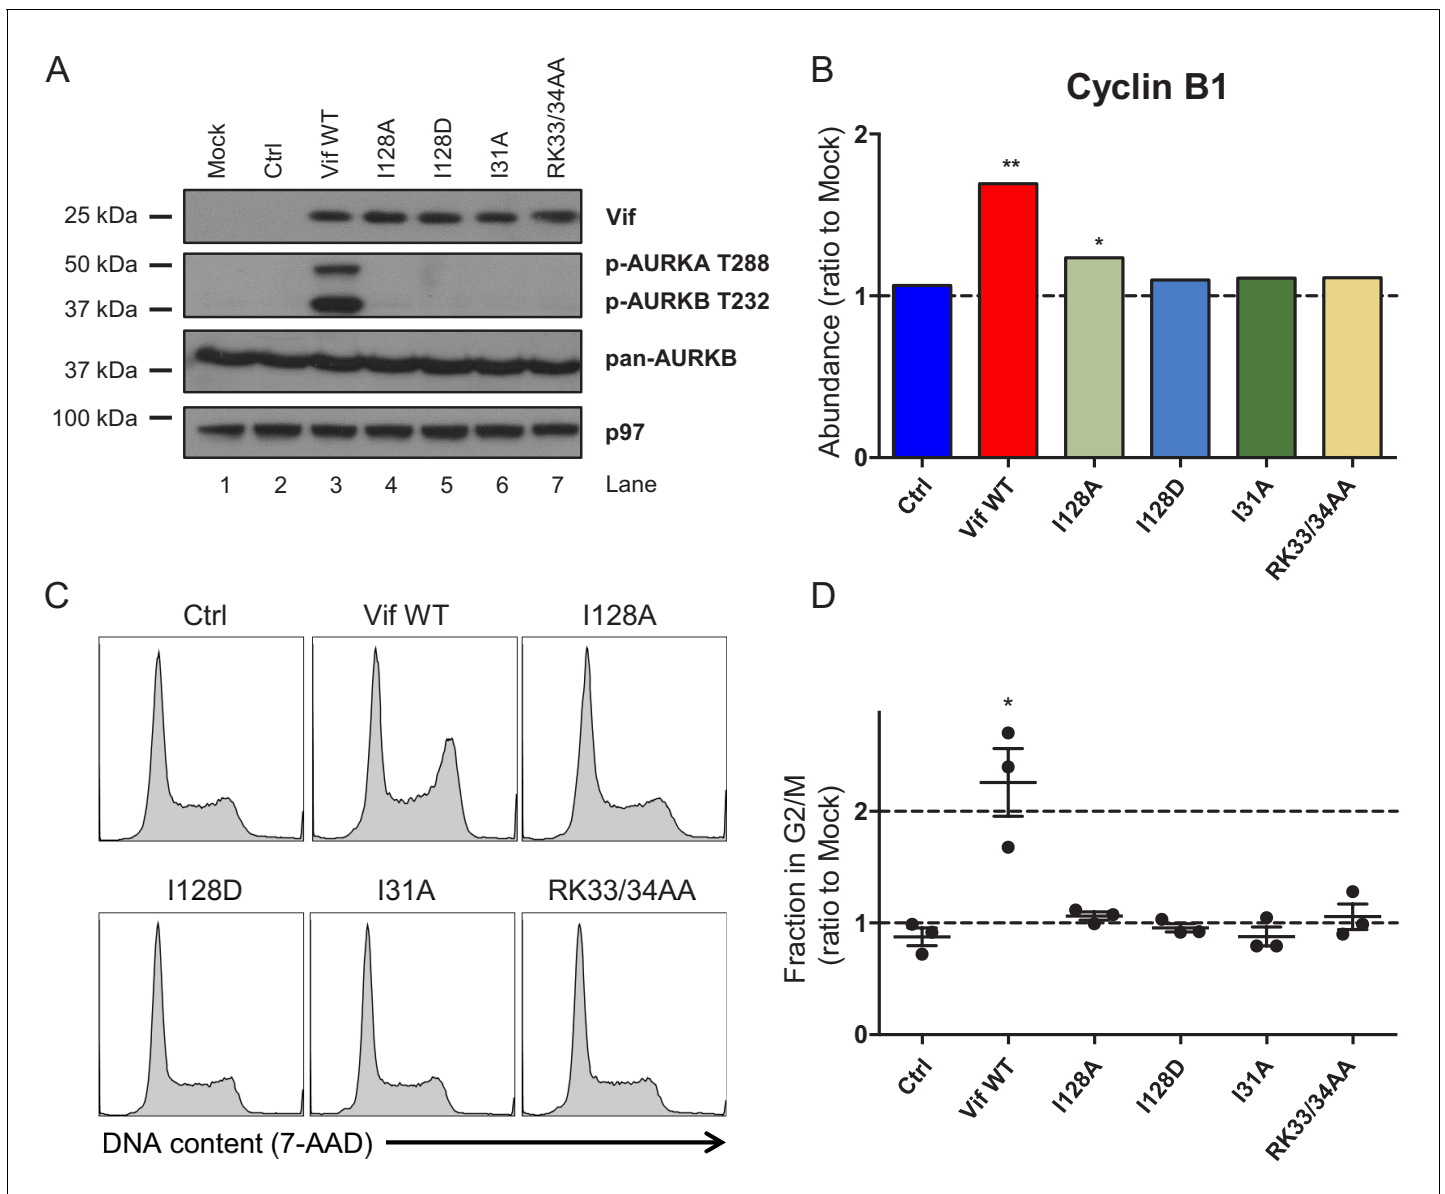 A
Mock
Ctrl
Vif WT
I128A
I128D
I31A
RK33/34AA
25 kDa
Vif
50 kDa
p-AURKA T288
37 kDa
p-AURKB T232
37 kDa
pan-AURKB
100 kDa
p97
1 2 3 4 5 6 7 Lane
B
Cyclin B1
Abundance (ratio to Mock)
2
1
0
**
*
Ctrl
Vif WT
I128A
I128D
I31A
RK33/34AA
C
Ctrl
Vif WT
I128A
I128D
I31A
RK33/34AA
DNA content (7-AAD)
D
Fraction in G2/M
(ratio to Mock)
2
1
0
*
Ctrl
Vif WT
I128A
I128D
I31A
RK33/34AA